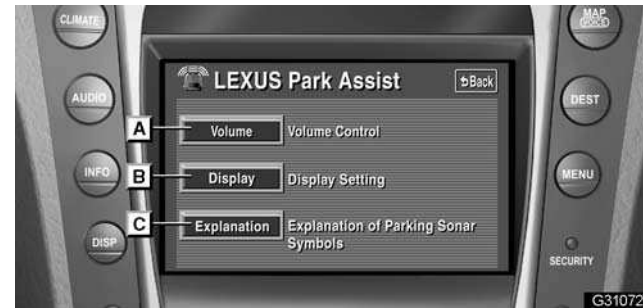 CLIMATE
MAP
VOICE
LEXUS Park Assist
Back
AUDIO
DEST
A
Volume
Volume Control
INFO
B
Display
Display Setting
MENU
C
Explanation
Explanation of Parking Sonar
Symbols
DISP
SECURITY
G31072